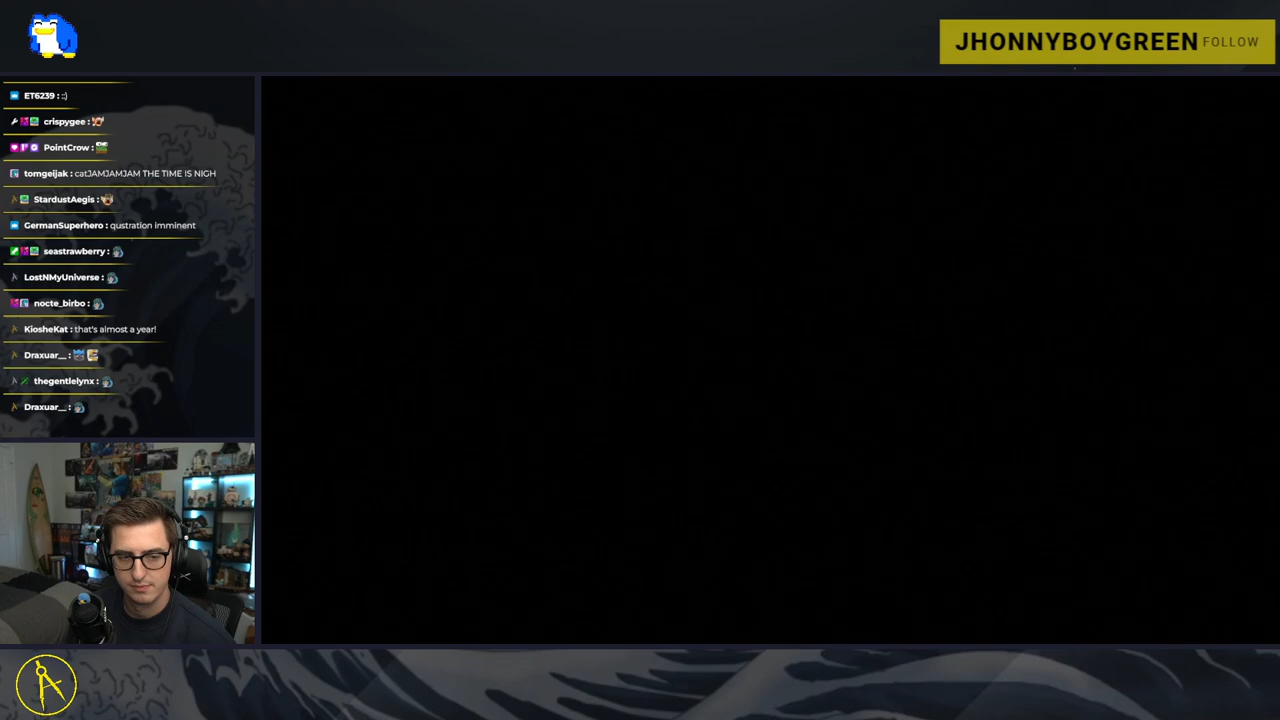 JHONNYBOYGREEN FOLLOW
ET6239 : ::)
crispygee :
PointCrow :
tomgeijak : catJAMJAMJAM THE TIME IS NIGH
StardustAegis :
GermanSuperhero : qustration imminent
seastrawberry :
LostNMyUniverse :
nocte_birbo :
KiosheKat : that's almost a year!
Draxuar__ :
thegentlelynx :
Draxuar__ :